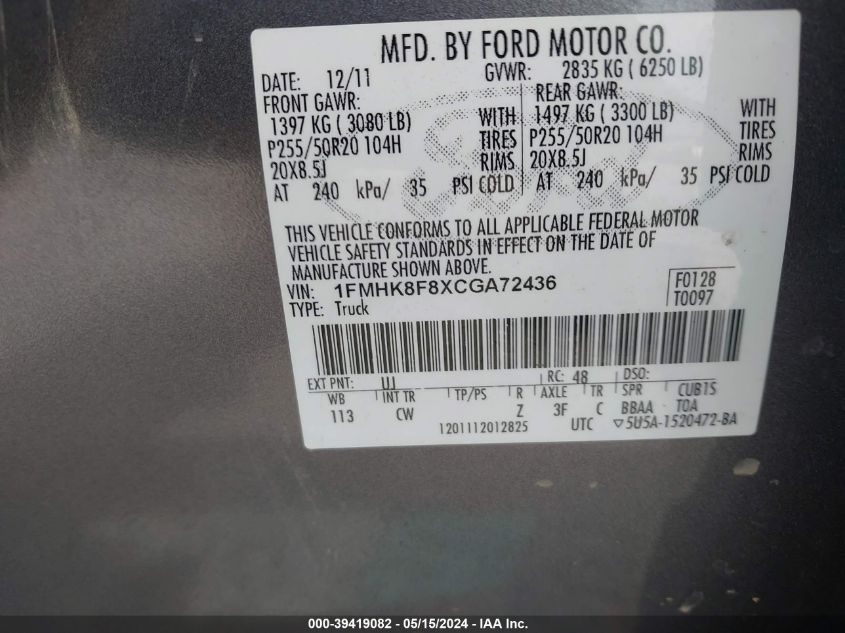 MFD. BY FORD MOTOR CO.
DATE: 12/11 GVWR: 2835 KG ( 6250 LB)
FRONT GAWR: REAR GAWR:
1397 KG ( 3080 LB) WITH 1497 KG ( 3300 LB) WITH
P255/50R20 104H TIRES P255/50R20 104H TIRES
20X8.5J RIMS 20X8.5J RIMS
AT 240 kPa/ 35 PSI COLD AT 240 kPa/ 35 PSI COLD
THIS VEHICLE CONFORMS TO ALL APPLICABLE FEDERAL MOTOR
VEHICLE SAFETY STANDARDS IN EFFECT ON THE DATE OF
MANUFACTURE SHOWN ABOVE.
VIN: 1FMHK8F8XCGA72436 F0128
TYPE: Truck T0097
EXT PNT: UJ RC: 48 DSO:
WB INT TR TP/PS R AXLE TR SPR CUB1S
113 CW Z 3F C BBAA TOA
1201112012825 UTC ▽5U5A-1520472-BA
000-39419082 - 05/15/2024 - IAA Inc.